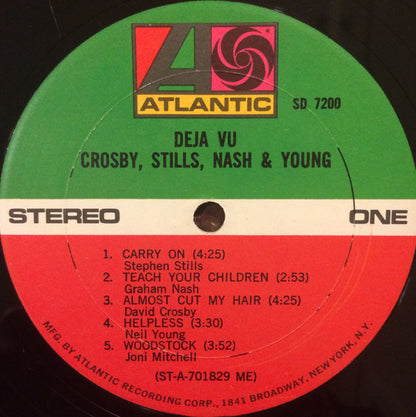 ATLANTIC
SD 7200
DEJA VU
CROSBY, STILLS, NASH & YOUNG
STEREO ONE
1. CARRY ON (4:25)
Stephen Stills
2. TEACH YOUR CHILDREN (2:53)
Graham Nash
3. ALMOST CUT MY HAIR (4:25)
David Crosby
4. HELPLESS (3:30)
Neil Young
5. WOODSTOCK (3:52)
Joni Mitchell
(ST-A-701829 ME)
MFG. BY ATLANTIC RECORDING CORP., 1841 BROADWAY, NEW YORK, N.Y.